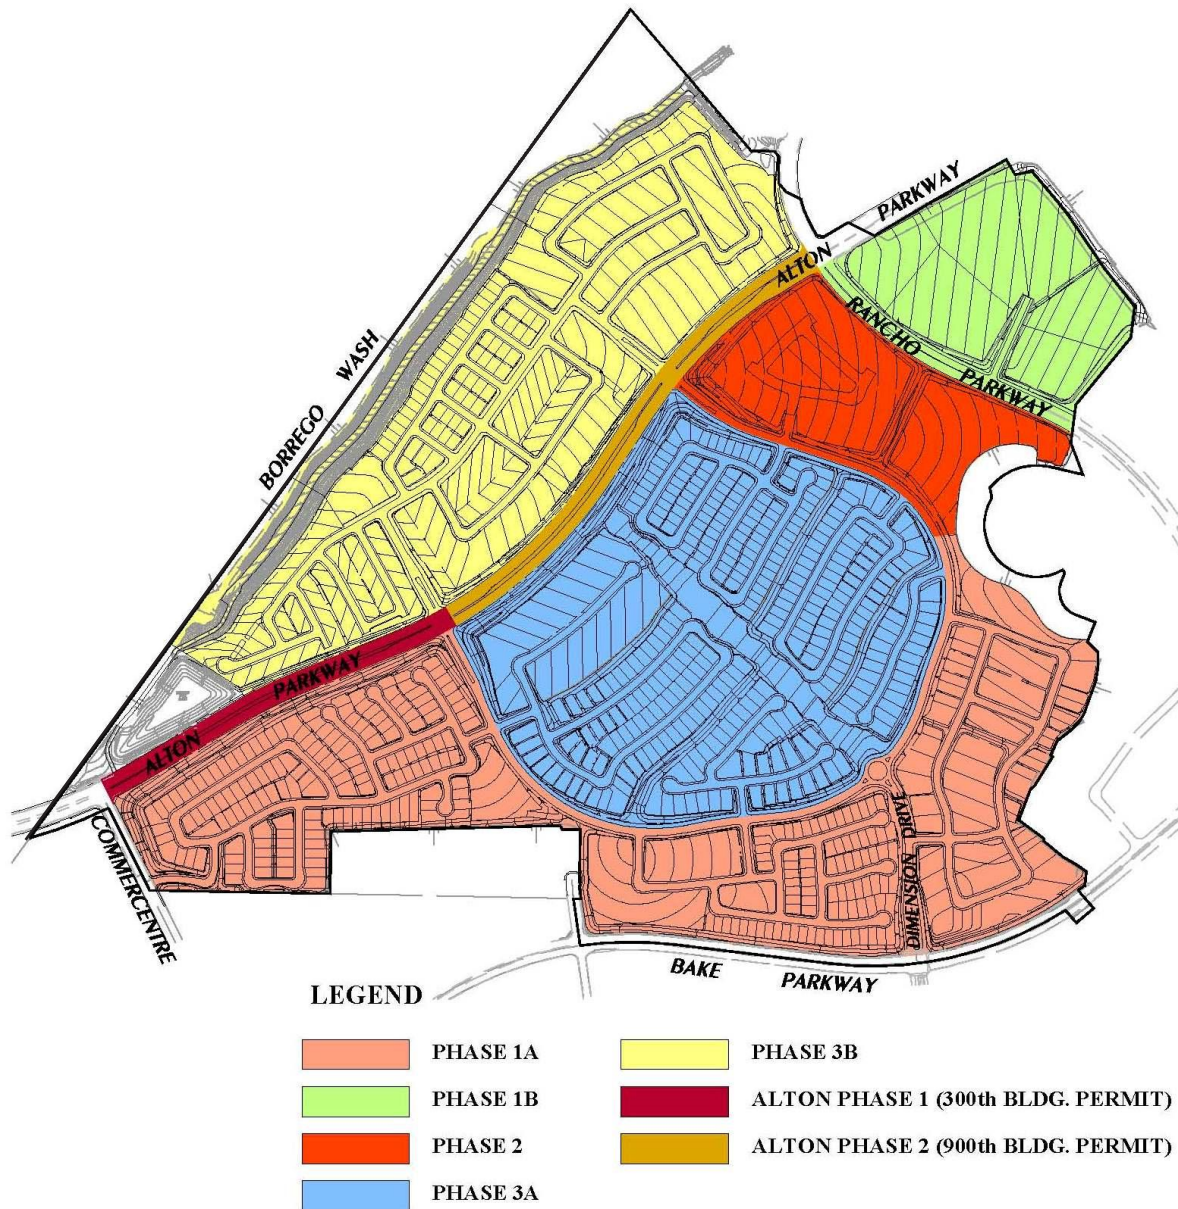 ALTON PARKWAY
RANCHO PARKWAY
BORREGO WASH
ALTON PARKWAY
COMMERCENTRE
DIMENSION DRIVE
BAKE PARKWAY
LEGEND
PHASE 1A
PHASE 1B
PHASE 2
PHASE 3A
PHASE 3B
ALTON PHASE 1 (300th BLDG. PERMIT)
ALTON PHASE 2 (900th BLDG. PERMIT)